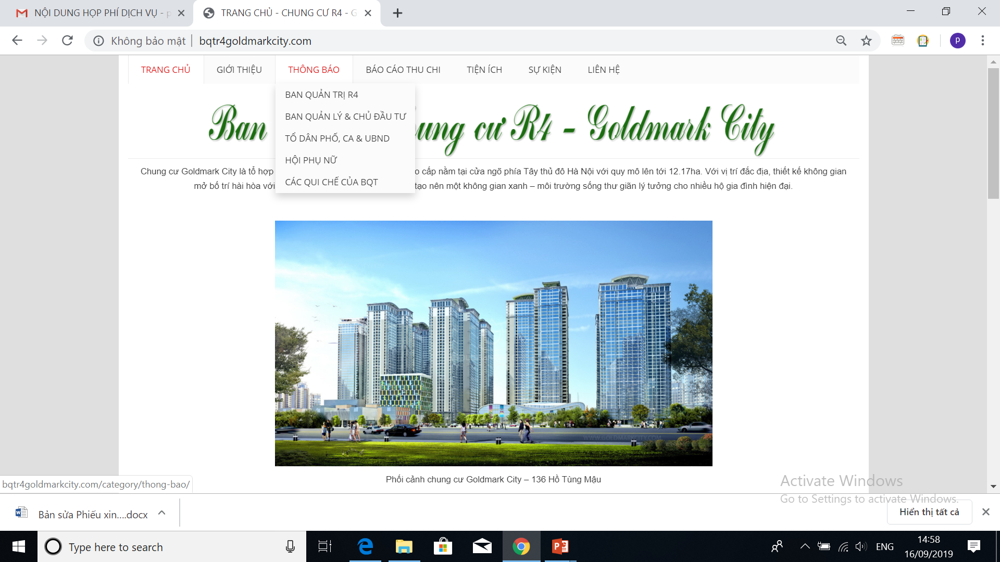 NỘI DUNG HỌP PHÍ DỊCH VỤ - p
TRANG CHỦ - CHUNG CƯ R4 - G
Không bảo mật
bqtr4goldmarkcity.com
p
TRANG CHỦ
GIỚI THIỆU
THÔNG BÁO
BÁO CÁO THU CHI
TIỆN ÍCH
SỰ KIỆN
LIÊN HỆ
BAN QUẢN TRỊ R4
BAN QUẢN LÝ & CHỦ ĐẦU TƯ
TỔ DÂN PHỐ, CA & UBND
HỘI PHỤ NỮ
CÁC QUI CHẾ CỦA BQT
Ban ung cư R4 - Goldmark City
Chung cư Goldmark City là tổ hợp o cấp nằm tại cửa ngõ phía Tây thủ đô Hà Nội với quy mô lên tới 12.17ha. Với vị trí đắc địa, thiết kế không gian
mở bố trí hài hòa với tạo nên một không gian xanh – môi trường sống thư giãn lý tưởng cho nhiều hộ gia đình hiện đại.
WWW.GOLDMARKCITY.COM
Phối cảnh chung cư Goldmark City – 136 Hồ Tùng Mậu
bqtr4goldmarkcity.com/category/thong-bao/
Activate Windows
Go to Settings to activate Windows.
Bản sửa Phiếu xin....docx
Hiển thị tất cả
Type here to search
ENG
14:58
16/09/2019